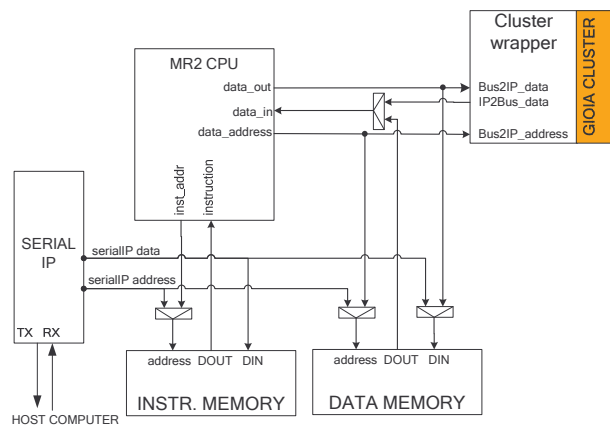 Cluster
wrapper
GIOIA CLUSTER
MR2 CPU
data_out
Bus2IP_data
IP2Bus_data
data_in
data_address
Bus2IP_address
inst_addr
instruction
SERIAL
IP
serialIP data
serialIP address
TX RX
address DOUT DIN
address DOUT DIN
INSTR. MEMORY
DATA MEMORY
HOST COMPUTER